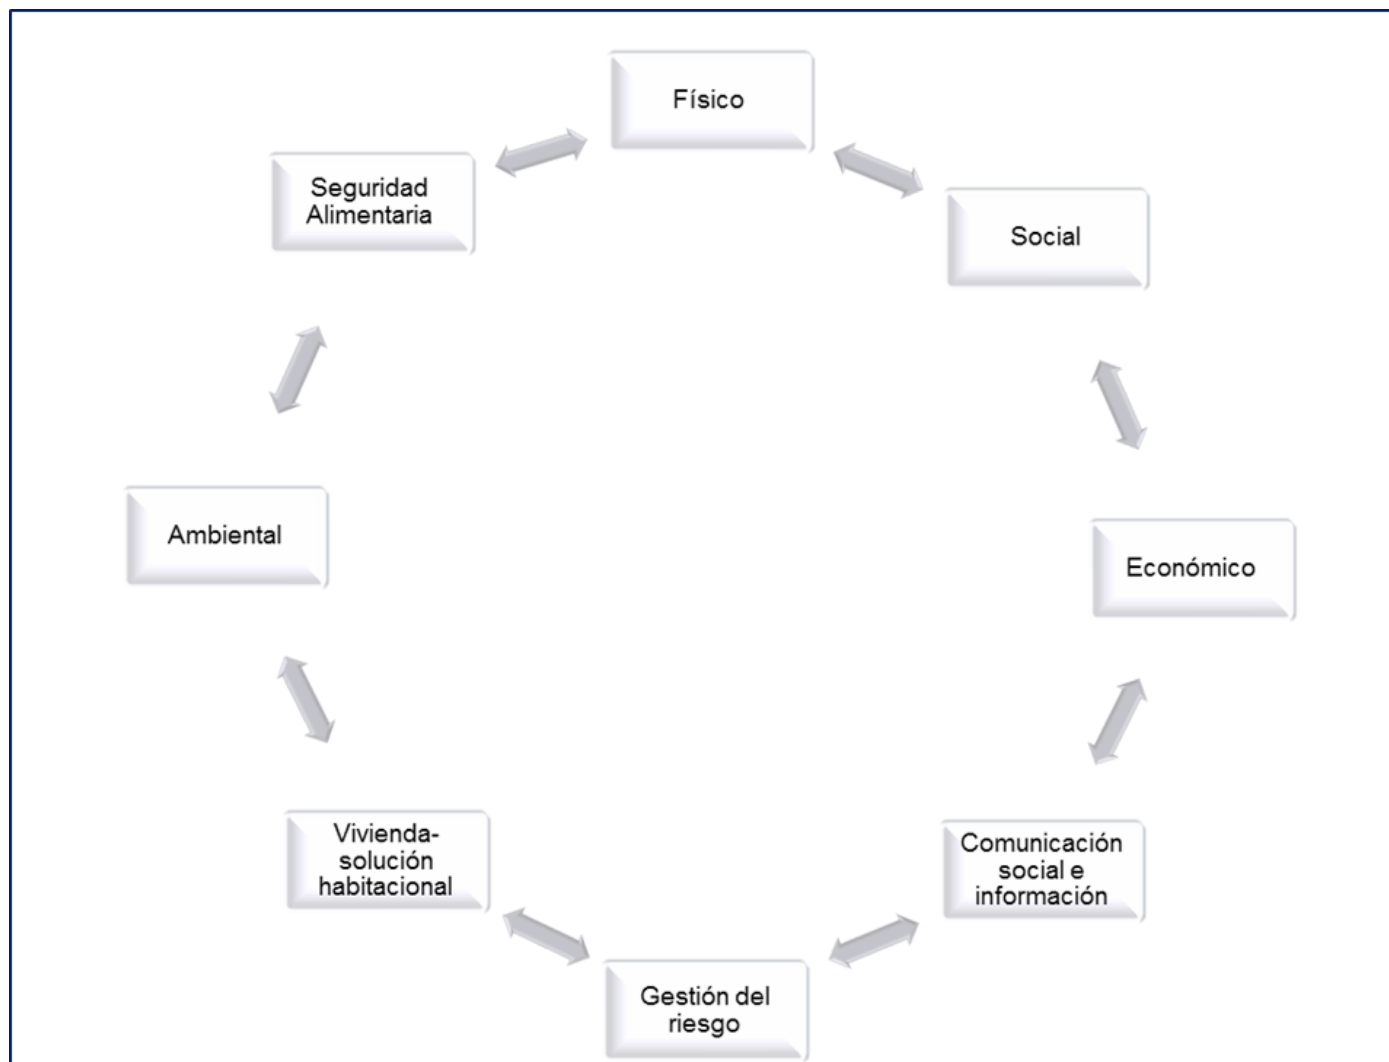 Físico
Seguridad
Alimentaria
Social
Ambiental
Económico
Vivienda-
solución
habitacional
Comunicación
social e
información
Gestión del
riesgo